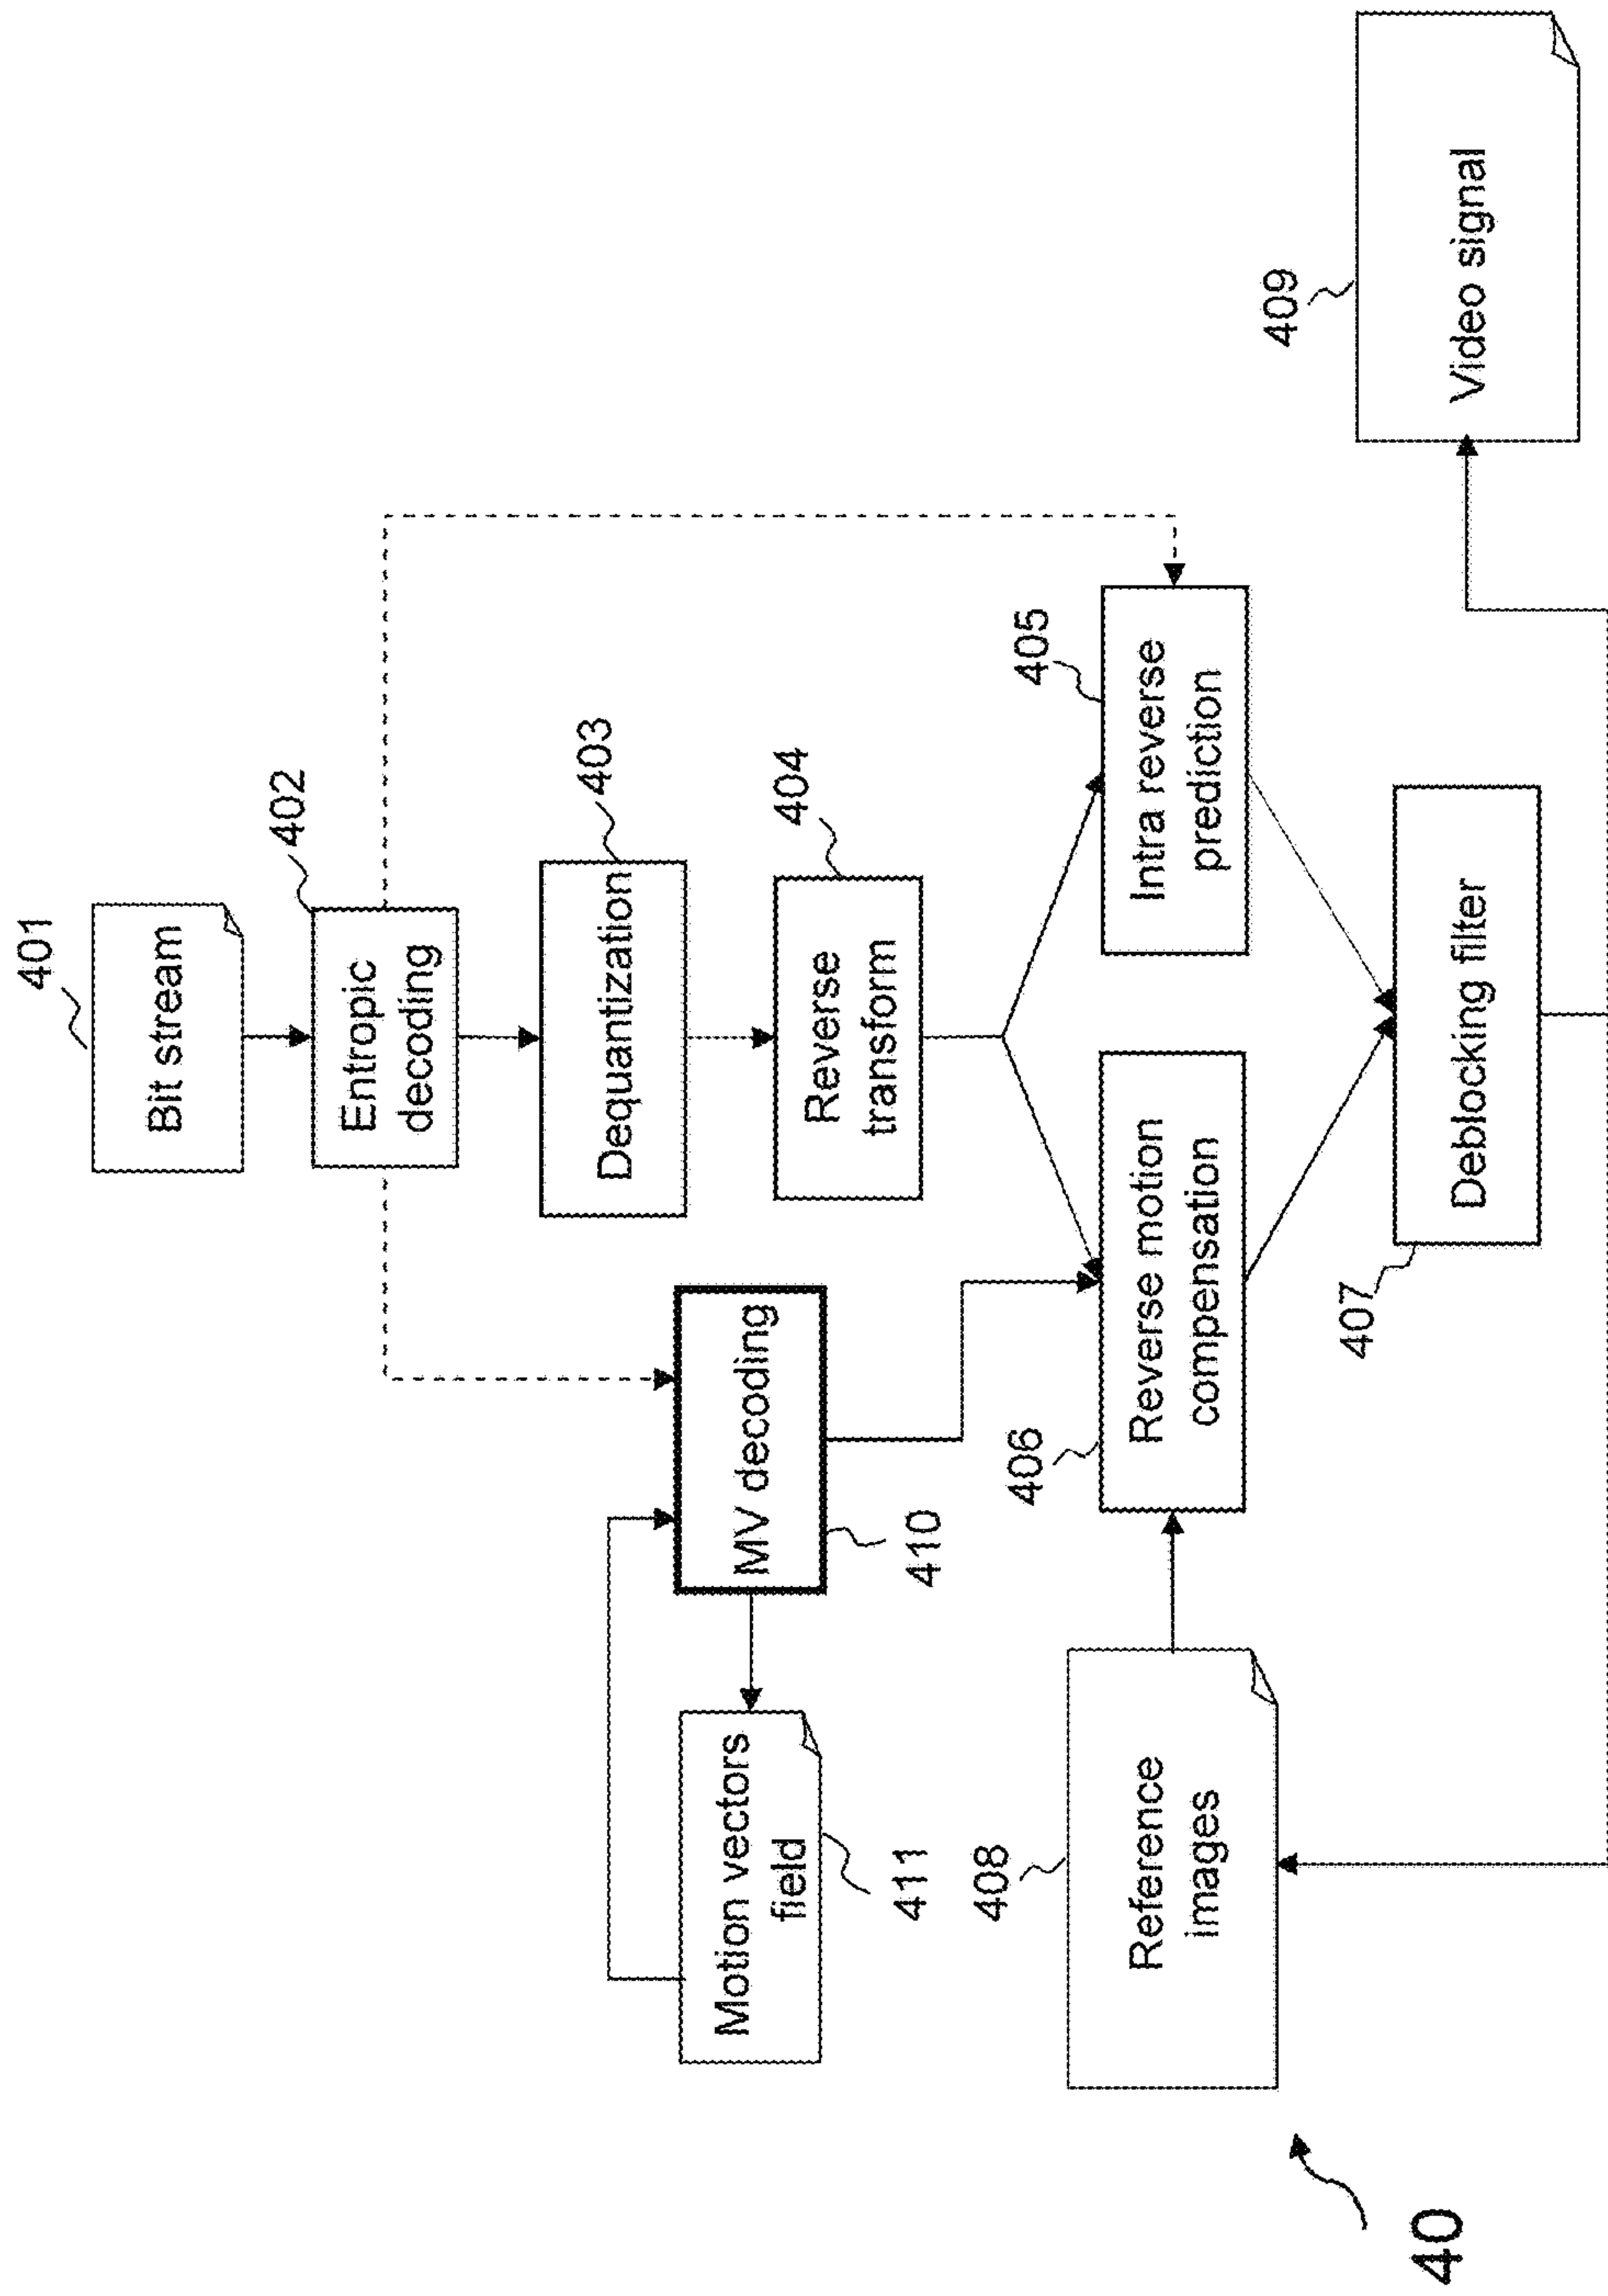 401
Bit stream
402
Entropic
decoding
403
Dequantization
MV decoding
410
Motion vectors
field
411
404
Reverse
transform
405
Intra reverse
prediction
406
Reverse motion
compensation
408
Reference
images
407
Deblocking filter
409
Video signal
40